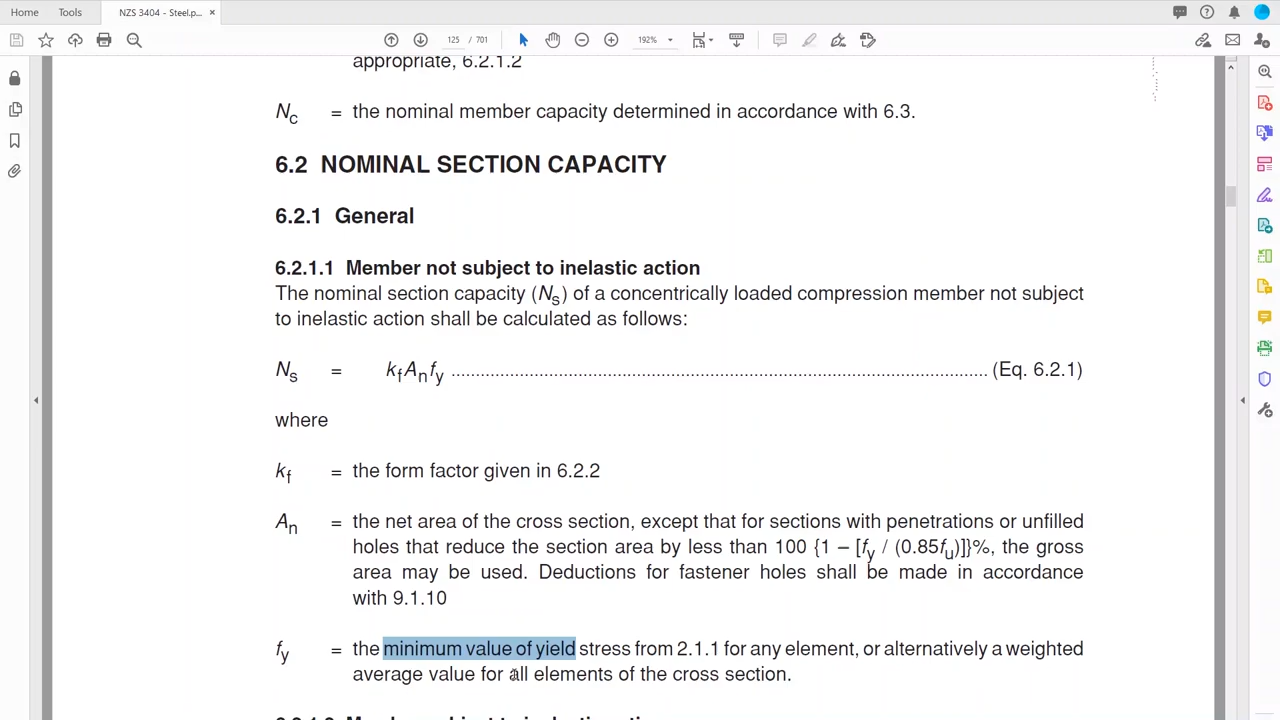 Home Tools NZS 3404 - Steel.p... ×
125 / 701 192%
appropriate, 6.2.1.2
Nc = the nominal member capacity determined in accordance with 6.3.
6.2 NOMINAL SECTION CAPACITY
6.2.1 General
6.2.1.1 Member not subject to inelastic action
The nominal section capacity (Ns) of a concentrically loaded compression member not subject
to inelastic action shall be calculated as follows:
Ns = kfAnfy ........................................................................................................ (Eq. 6.2.1)
where
kf = the form factor given in 6.2.2
An = the net area of the cross section, except that for sections with penetrations or unfilled
holes that reduce the section area by less than 100 {1 – [fy / (0.85fu)]}%, the gross
area may be used. Deductions for fastener holes shall be made in accordance
with 9.1.10
fy = the minimum value of yield stress from 2.1.1 for any element, or alternatively a weighted
average value for all elements of the cross section.